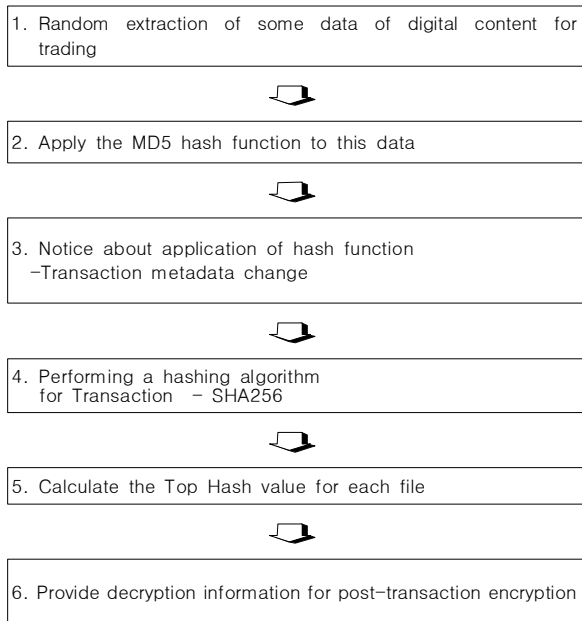 1. Random extraction of some data of digital content for
trading
2. Apply the MD5 hash function to this data
3. Notice about application of hash function
-Transaction metadata change
4. Performing a hashing algorithm
for Transaction - SHA256
5. Calculate the Top Hash value for each file
6. Provide decryption information for post-transaction encryption